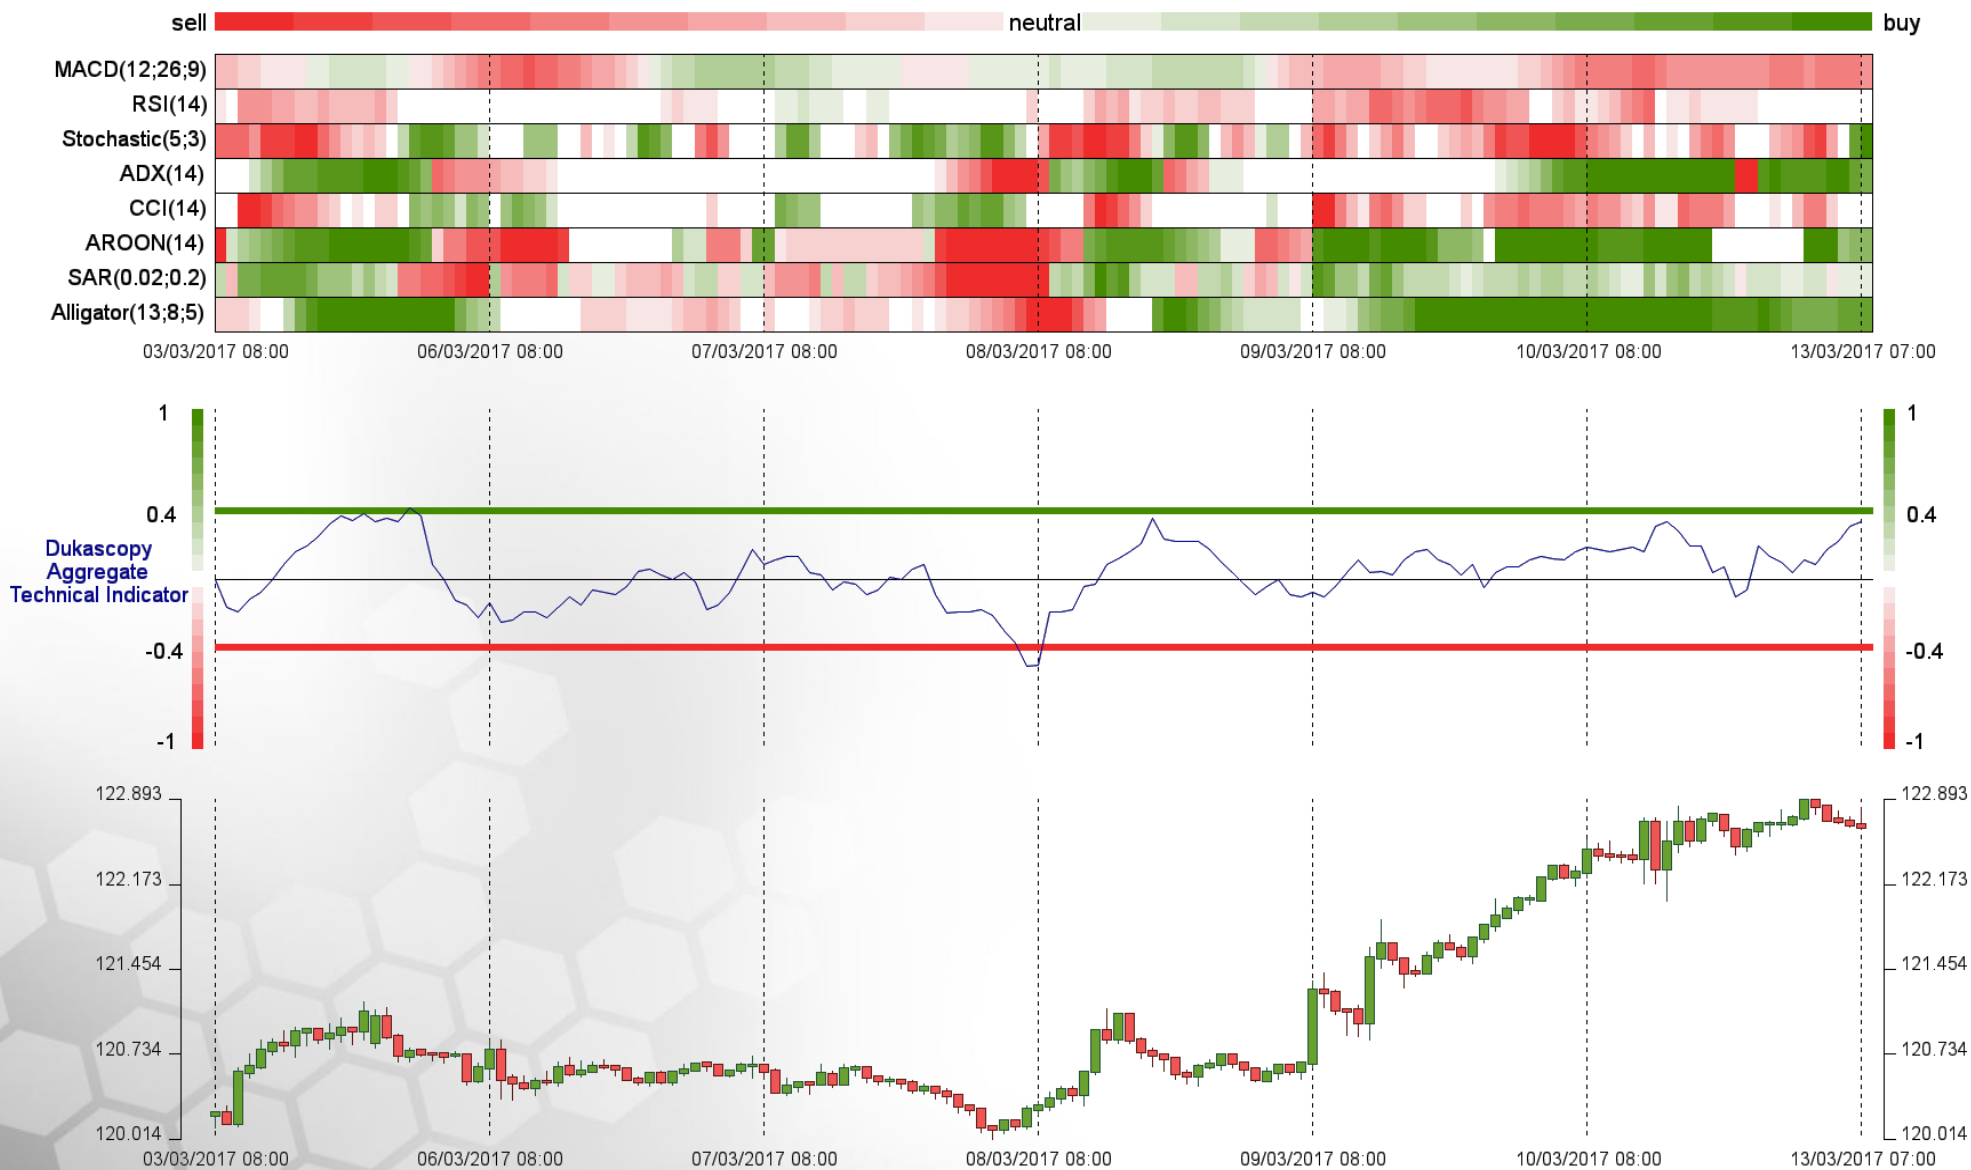 sell neutral buy
MACD(12;26;9)
RSI(14)
Stochastic(5;3)
ADX(14)
CCI(14)
AROON(14)
SAR(0.02;0.2)
Alligator(13;8;5)
03/03/2017 08:00 06/03/2017 08:00 07/03/2017 08:00 08/03/2017 08:00 09/03/2017 08:00 10/03/2017 08:00 13/03/2017 07:00
1 1
0.4 0.4
Dukascopy
Aggregate
Technical Indicator
-0.4 -0.4
-1 -1
122.893 122.893
122.173 122.173
121.454 121.454
120.734 120.734
120.014 120.014
03/03/2017 08:00 06/03/2017 08:00 07/03/2017 08:00 08/03/2017 08:00 09/03/2017 08:00 10/03/2017 08:00 13/03/2017 07:00